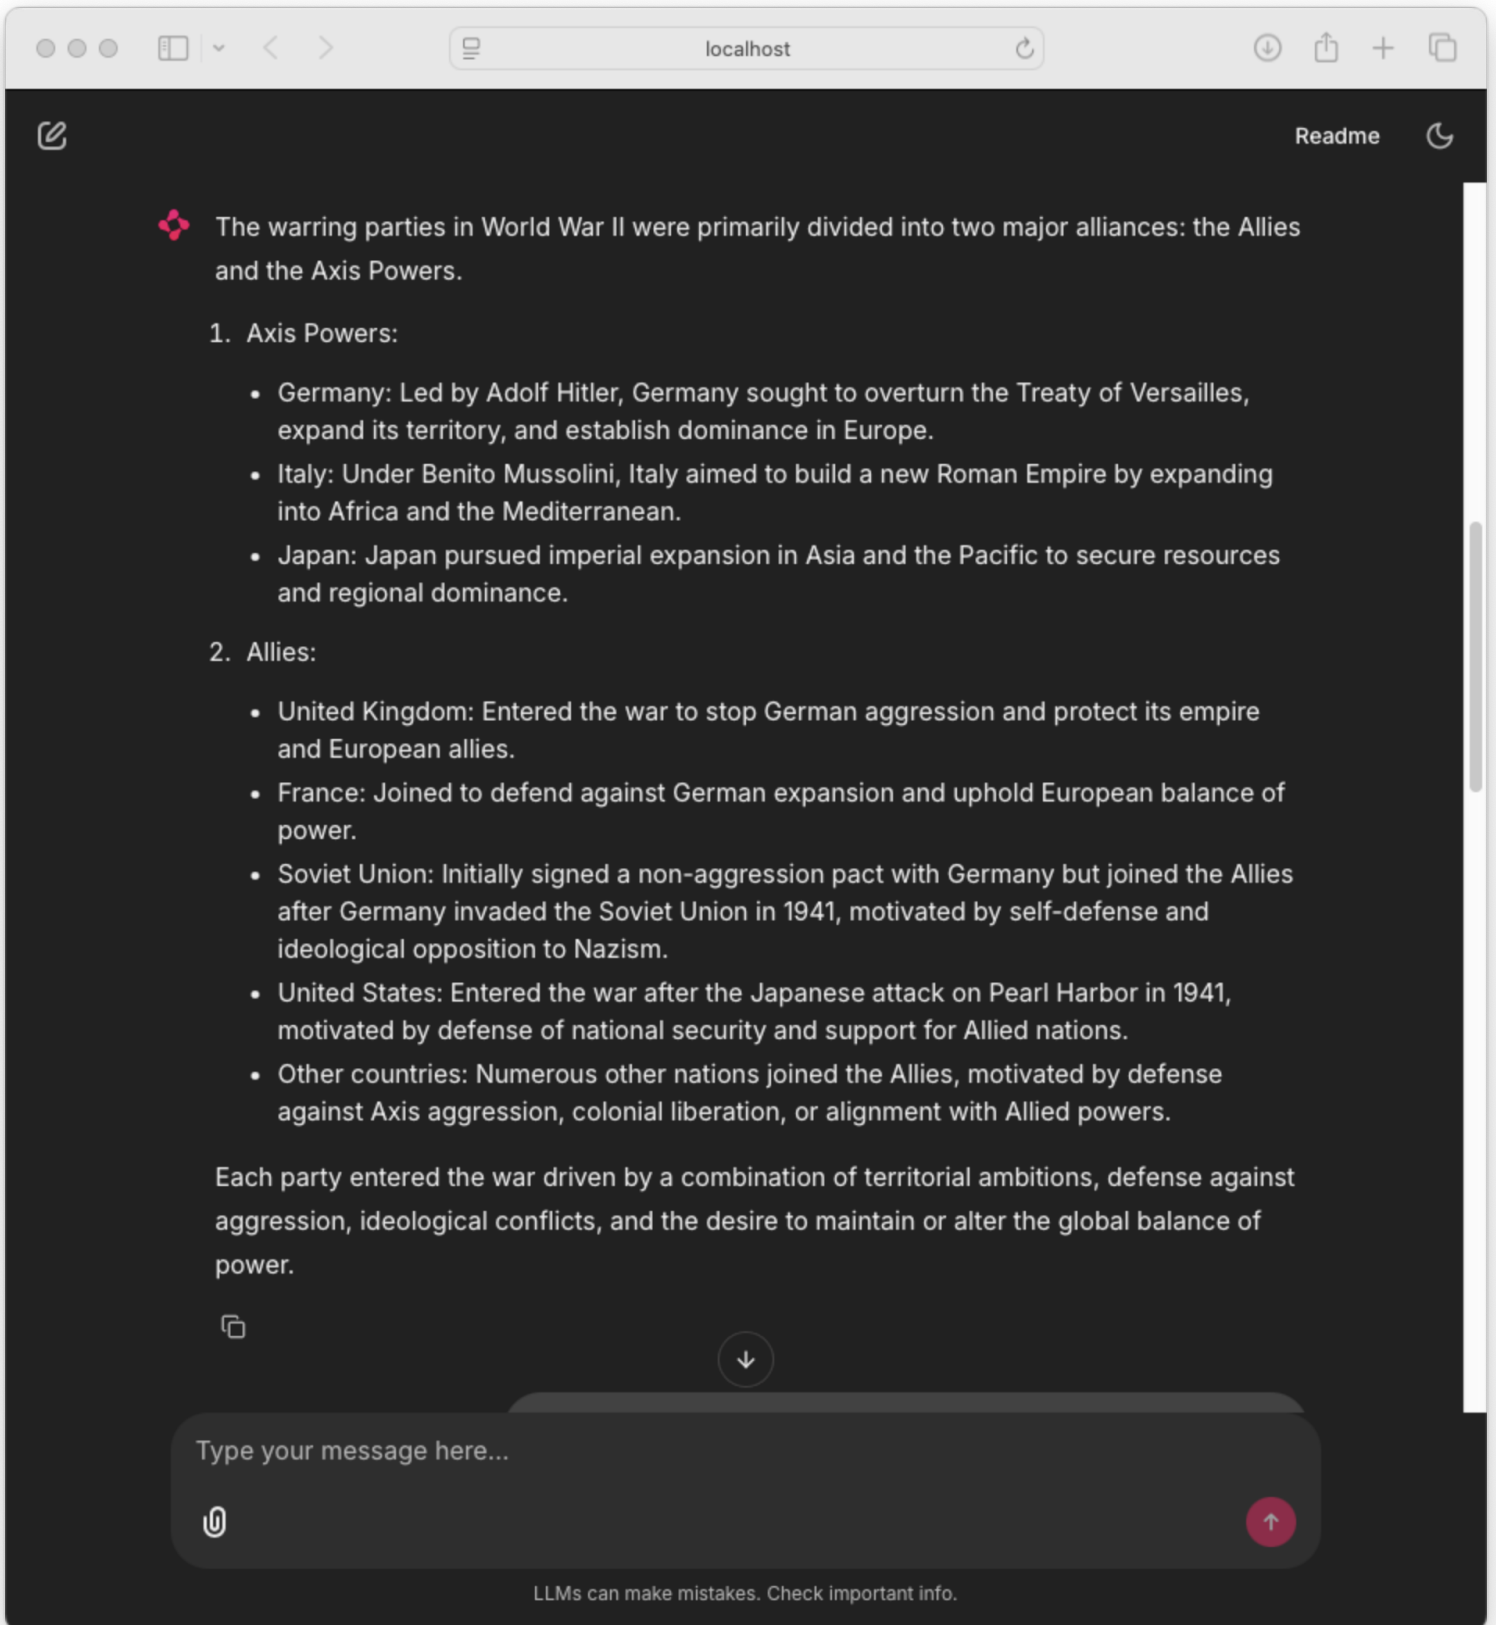 localhost
Readme
The warring parties in World War II were primarily divided into two major alliances: the Allies
and the Axis Powers.
1. Axis Powers:
• Germany: Led by Adolf Hitler, Germany sought to overturn the Treaty of Versailles,
expand its territory, and establish dominance in Europe.
• Italy: Under Benito Mussolini, Italy aimed to build a new Roman Empire by expanding
into Africa and the Mediterranean.
• Japan: Japan pursued imperial expansion in Asia and the Pacific to secure resources
and regional dominance.
2. Allies:
• United Kingdom: Entered the war to stop German aggression and protect its empire
and European allies.
• France: Joined to defend against German expansion and uphold European balance of
power.
• Soviet Union: Initially signed a non-aggression pact with Germany but joined the Allies
after Germany invaded the Soviet Union in 1941, motivated by self-defense and
ideological opposition to Nazism.
• United States: Entered the war after the Japanese attack on Pearl Harbor in 1941,
motivated by defense of national security and support for Allied nations.
• Other countries: Numerous other nations joined the Allies, motivated by defense
against Axis aggression, colonial liberation, or alignment with Allied powers.
Each party entered the war driven by a combination of territorial ambitions, defense against
aggression, ideological conflicts, and the desire to maintain or alter the global balance of
power.
Type your message here...
LLMs can make mistakes. Check important info.